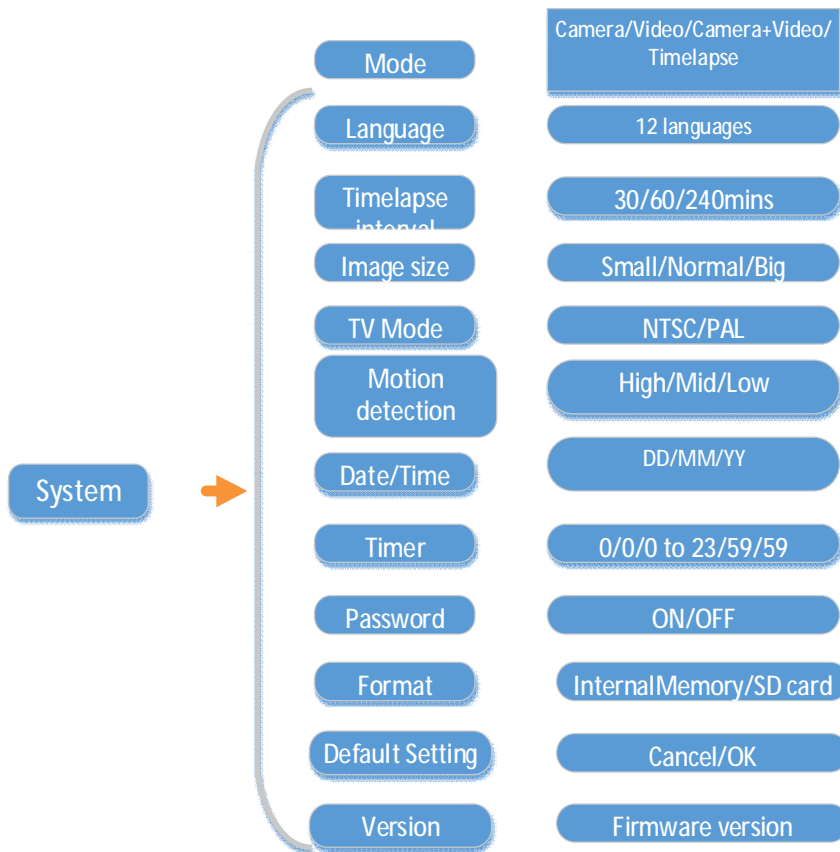 Mode
Camera/Video/Camera+Video/
Timelapse
Language
12 languages
Timelapse
interval
30/60/240mins
Image size
Small/Normal/Big
TV Mode
NTSC/PAL
Motion
detection
High/Mid/Low
System
Date/Time
DD/MM/YY
Timer
0/0/0 to 23/59/59
Password
ON/OFF
Format
InternalMemory/SD card
Default Setting
Cancel/OK
Version
Firmware version